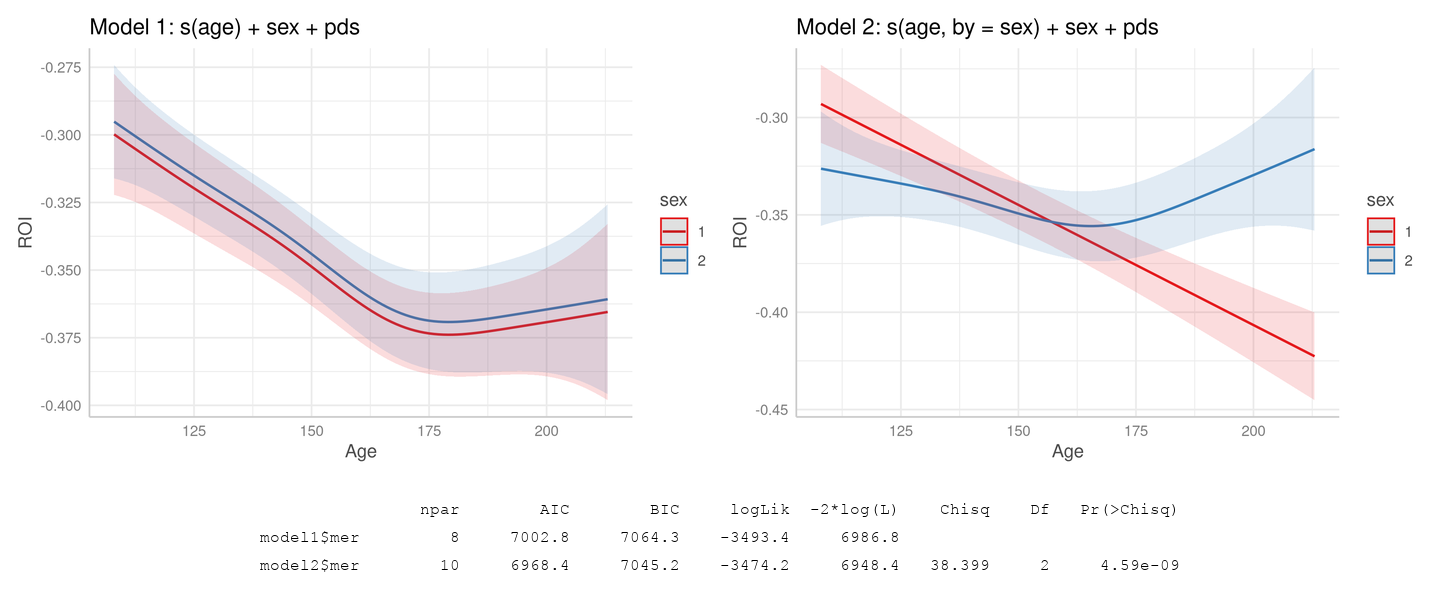 Model 1: s(age) + sex + pds
-0.275
-0.300
-0.325
-0.350
-0.375
-0.400
ROI
125 150 175 200
Age
sex
1
2
Model 2: s(age, by = sex) + sex + pds
-0.30
-0.35
-0.40
-0.45
ROI
125 150 175 200
Age
sex
1
2
npar AIC BIC logLik -2*log(L) Chisq Df Pr(>Chisq)
model1$mer 8 7002.8 7064.3 -3493.4 6986.8
model2$mer 10 6968.4 7045.2 -3474.2 6948.4 38.399 2 4.59e-09